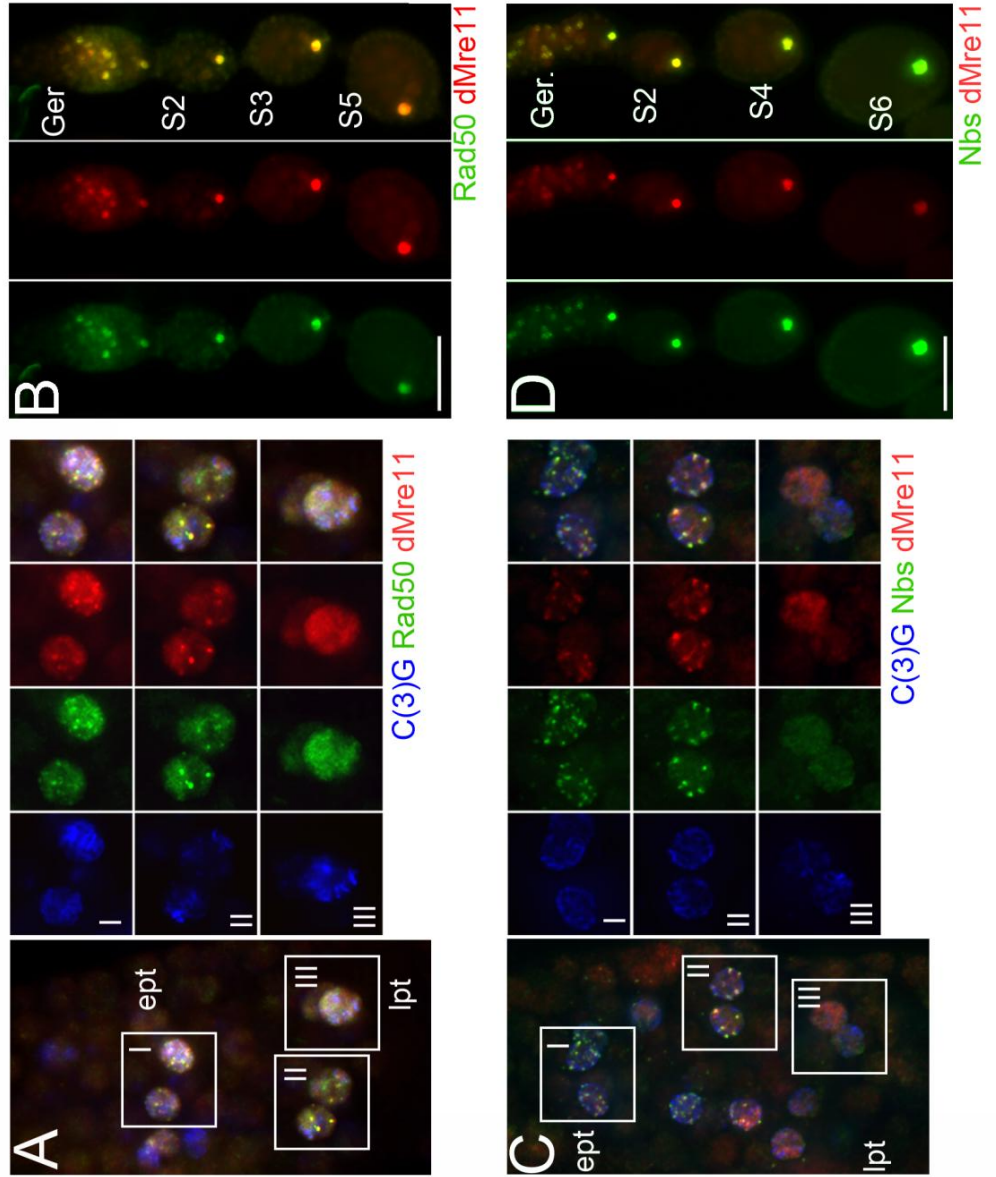 A
ept
I
II
III
lpt
I
II
III
C(3)G Rad50 dMre11
B
Ger
S2
S3
S5
Rad50 dMre11
C
ept
I
II
III
lpt
I
II
III
C(3)G Nbs dMre11
D
Ger.
S2
S4
S6
Nbs dMre11